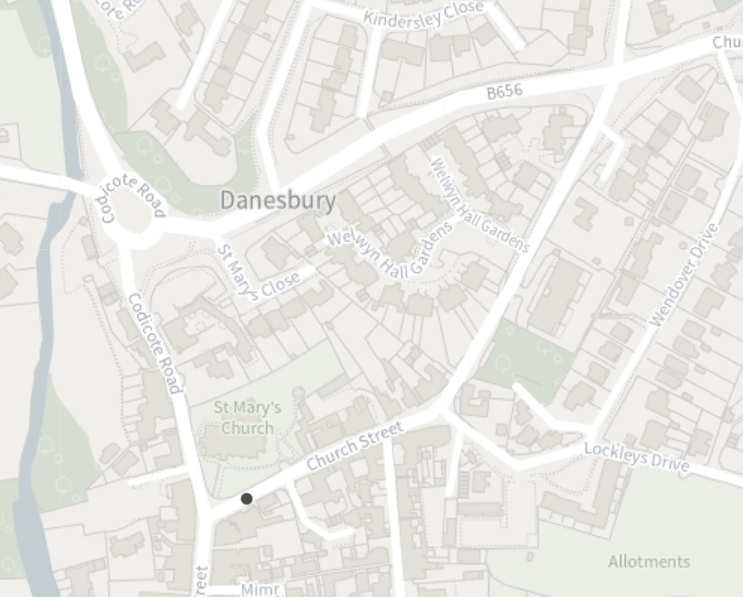 Kindersley Close
Chu
B656
Codicote Road
Danesbury
Welwyn Hall Gardens
Welwyn Hall Gardens
St Mary's Close
Wendover Drive
Codicote Road
St Mary's
Church
Church Street
Lockleys Drive
Allotments
Mimr
reet